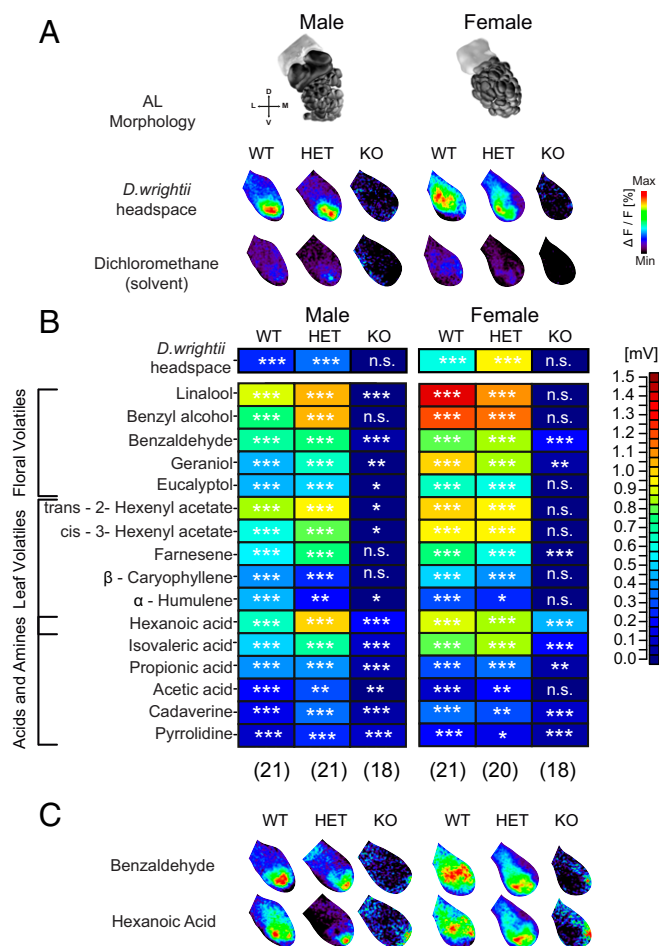 A
Male Female
AL
Morphology
D
L M
V
WT HET KO WT HET KO
D.wrightii
headspace
Max
Δ F / F [%]
Min
Dichloromethane
(solvent)
B
Male Female
WT HET KO WT HET KO
[mV]
D.wrightii
headspace *** *** n.s. *** *** n.s.
Floral Volatiles
Linalool *** *** *** *** *** n.s.
Benzyl alcohol *** *** n.s. *** *** n.s.
Benzaldehyde *** *** *** *** *** ***
Geraniol *** *** ** *** *** **
Eucalyptol *** *** * *** *** n.s.
Leaf Volatiles
trans - 2- Hexenyl acetate *** *** * *** *** n.s.
cis - 3- Hexenyl acetate *** *** * *** *** n.s.
Farnesene *** *** n.s. *** *** ***
β - Caryophyllene *** *** n.s. *** *** n.s.
α - Humulene *** ** * *** * n.s.
Acids and Amines
Hexanoic acid *** *** *** *** *** ***
Isovaleric acid *** *** *** *** *** ***
Propionic acid *** *** *** *** *** **
Acetic acid *** ** ** *** ** n.s.
Cadaverine *** *** *** *** ** ***
Pyrrolidine *** *** *** *** * ***
(21) (21) (18) (21) (20) (18)
1.5
1.4
1.3
1.2
1.1
1.0
0.9
0.8
0.7
0.6
0.5
0.4
0.3
0.2
0.1
0.0
C
WT HET KO WT HET KO
Benzaldehyde
Hexanoic Acid